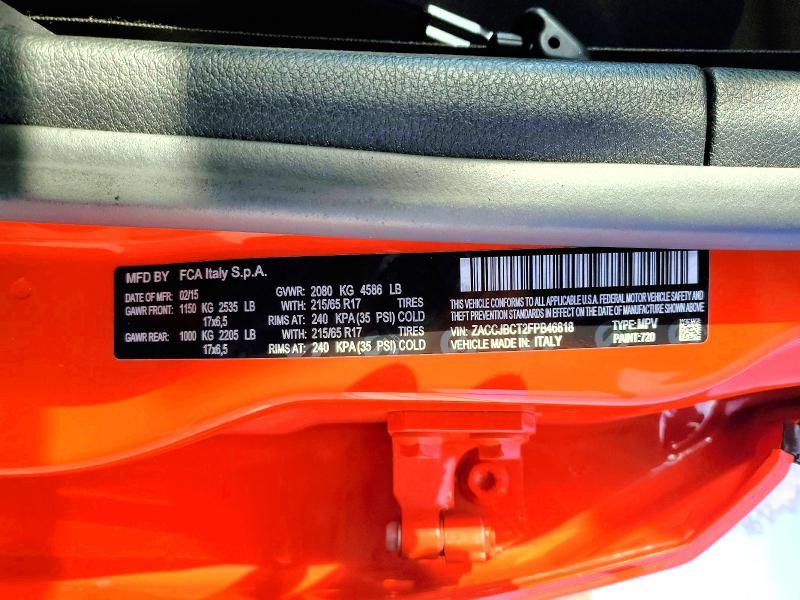 MFD BY FCA Italy S.p.A.
DATE OF MFR: 02/15 GVWR: 2080 KG 4586 LB
GAWR FRONT: 1150 KG 2535 LB WITH: 215/65 R17 TIRES
17x6,5 RIMS AT: 240 KPA(35 PSI) COLD
GAWR REAR: 1000 KG 2205 LB WITH: 215/65 R17 TIRES
17x6,5 RIMS AT: 240 KPA(35 PSI) COLD
THIS VEHICLE CONFORMS TO ALL APPLICABLE U.S.A. FEDERAL MOTOR VEHICLE SAFETY AND
THEFT PREVENTION STANDARDS IN EFFECT ON THE DATE OF MANUFACTURE SHOWN ABOVE
VIN: ZACCJBCT2FPB46818 TYPE: MPV
VEHICLE MADE IN: ITALY PAINT: 720